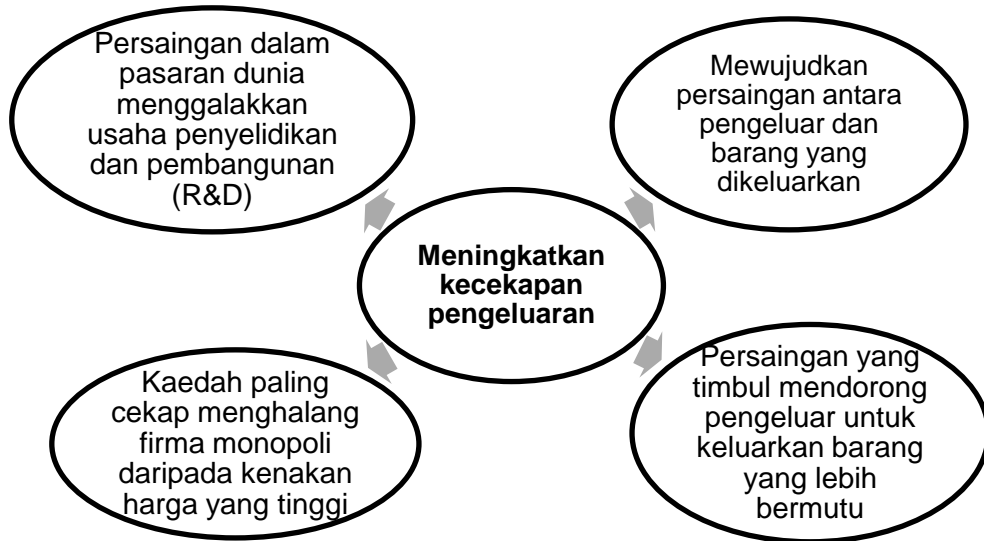 Persaingan dalam
pasaran dunia
menggalakkan
usaha penyelidikan
dan pembangunan
(R&D)
Mewujudkan
persaingan antara
pengeluar dan
barang yang
dikeluarkan
Meningkatkan
kecekapan
pengeluaran
Kaedah paling
cekap menghalang
firma monopoli
daripada kenakan
harga yang tinggi
Persaingan yang
timbul mendorong
pengeluar untuk
keluarkan barang
yang lebih
bermutu